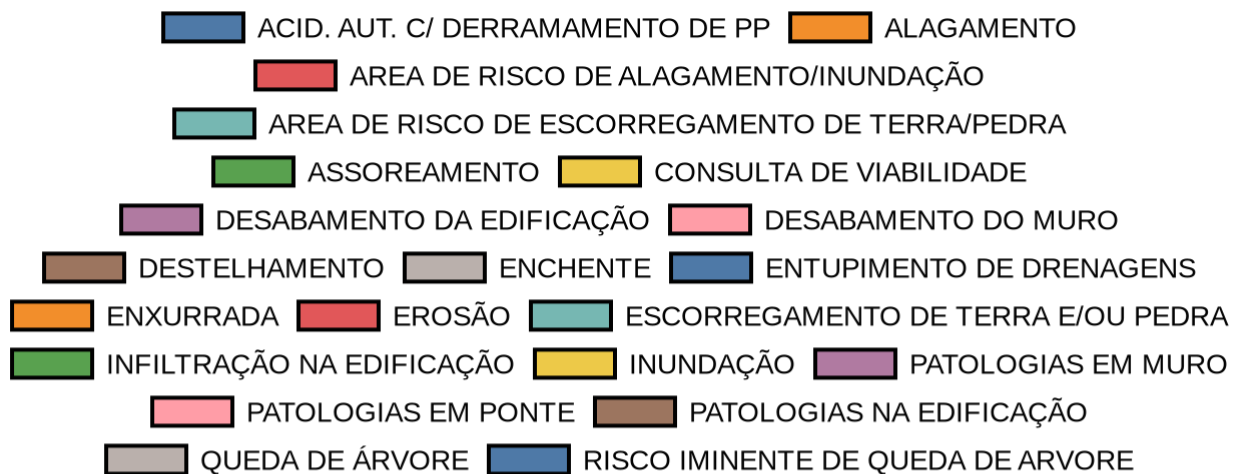 ACID. AUT. C/ DERRAMAMENTO DE PP ALAGAMENTO
AREA DE RISCO DE ALAGAMENTO/INUNDAÇÃO
AREA DE RISCO DE ESCORREGAMENTO DE TERRA/PEDRA
ASSOREAMENTO CONSULTA DE VIABILIDADE
DESABAMENTO DA EDIFICAÇÃO DESABAMENTO DO MURO
DESTELHAMENTO ENCHENTE ENTUPIMENTO DE DRENAGENS
ENXURRADA EROSÃO ESCORREGAMENTO DE TERRA E/OU PEDRA
INFILTRAÇÃO NA EDIFICAÇÃO INUNDAÇÃO PATOLOGIAS EM MURO
PATOLOGIAS EM PONTE PATOLOGIAS NA EDIFICAÇÃO
QUEDA DE ÁRVORE RISCO IMINENTE DE QUEDA DE ARVORE